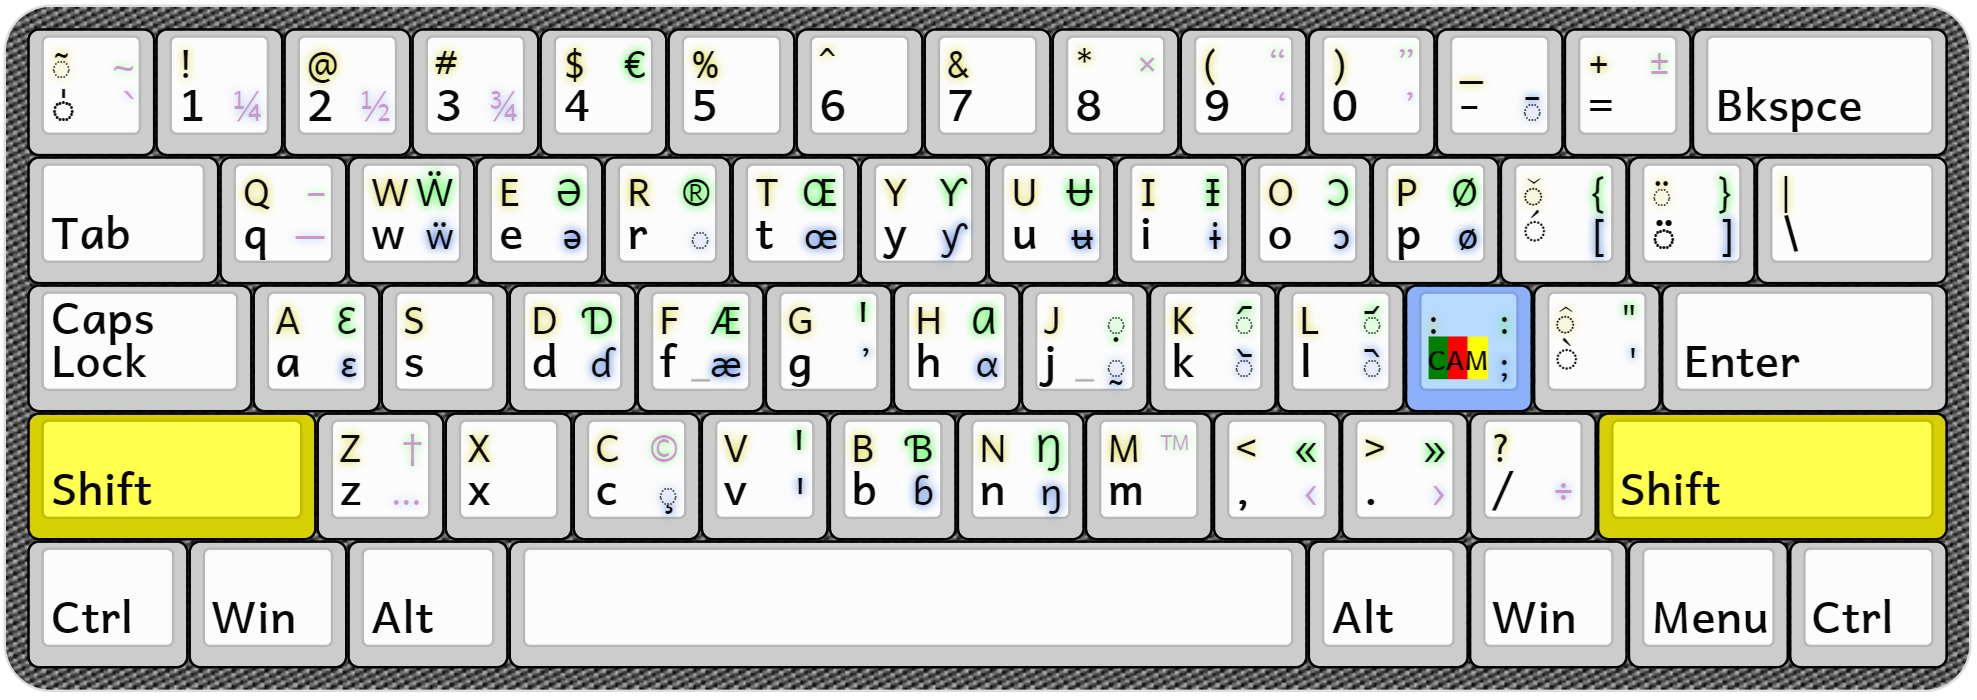 ◌̃ ~ ! @ # $ € % ^ & * × ( “ ) ” _ + ±
◌̍ ` 1 ¼ 2 ½ 3 ¾ 4 5 6 7 8 9 ‘ 0 ’ - ◌̄ = Bkspce
Q – W Ẅ E Ə R ® T Œ Y Ƴ U Ʉ I Ɨ O Ɔ P Ø ◌̌ { ◌̈ } |
Tab q — w ẅ e ə r ◌ t œ y ƴ u ʉ i ɨ o ɔ p ø ◌́ [ ◌̈ ] \
Caps A Ɛ S D Ɗ F Æ G ꞌ H Ɑ J ◌̣ K L : : ◌̂ "
Lock a ɛ s d ɗ f _æ g ’ h ɑ j _ ◌̰ k l CAM ; ◌̀ ' Enter
Z † X C © V ꞌ B Ɓ N Ŋ M ™ < « > » ?
Shift z … x c ◌̧ v ꞌ b ɓ n ŋ m , ‹ . › / ÷ Shift
Ctrl Win Alt Alt Win Menu Ctrl